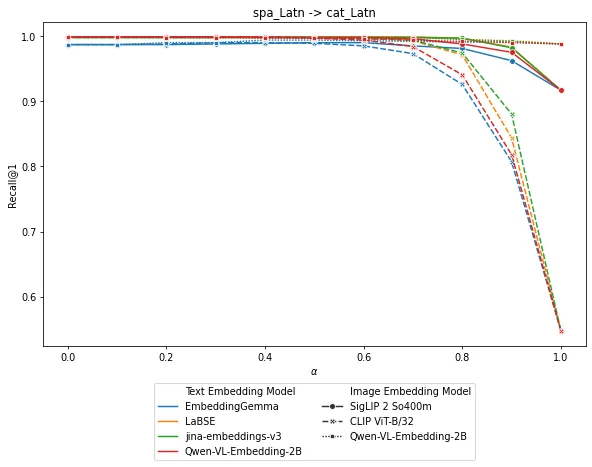 spa_Latn -> cat_Latn
Recall@1
1.0
0.9
0.8
0.7
0.6
0.0 0.2 0.4 0.6 0.8 1.0
α
Text Embedding Model Image Embedding Model
EmbeddingGemma SigLIP 2 So400m
LaBSE CLIP ViT-B/32
jina-embeddings-v3 Qwen-VL-Embedding-2B
Qwen-VL-Embedding-2B